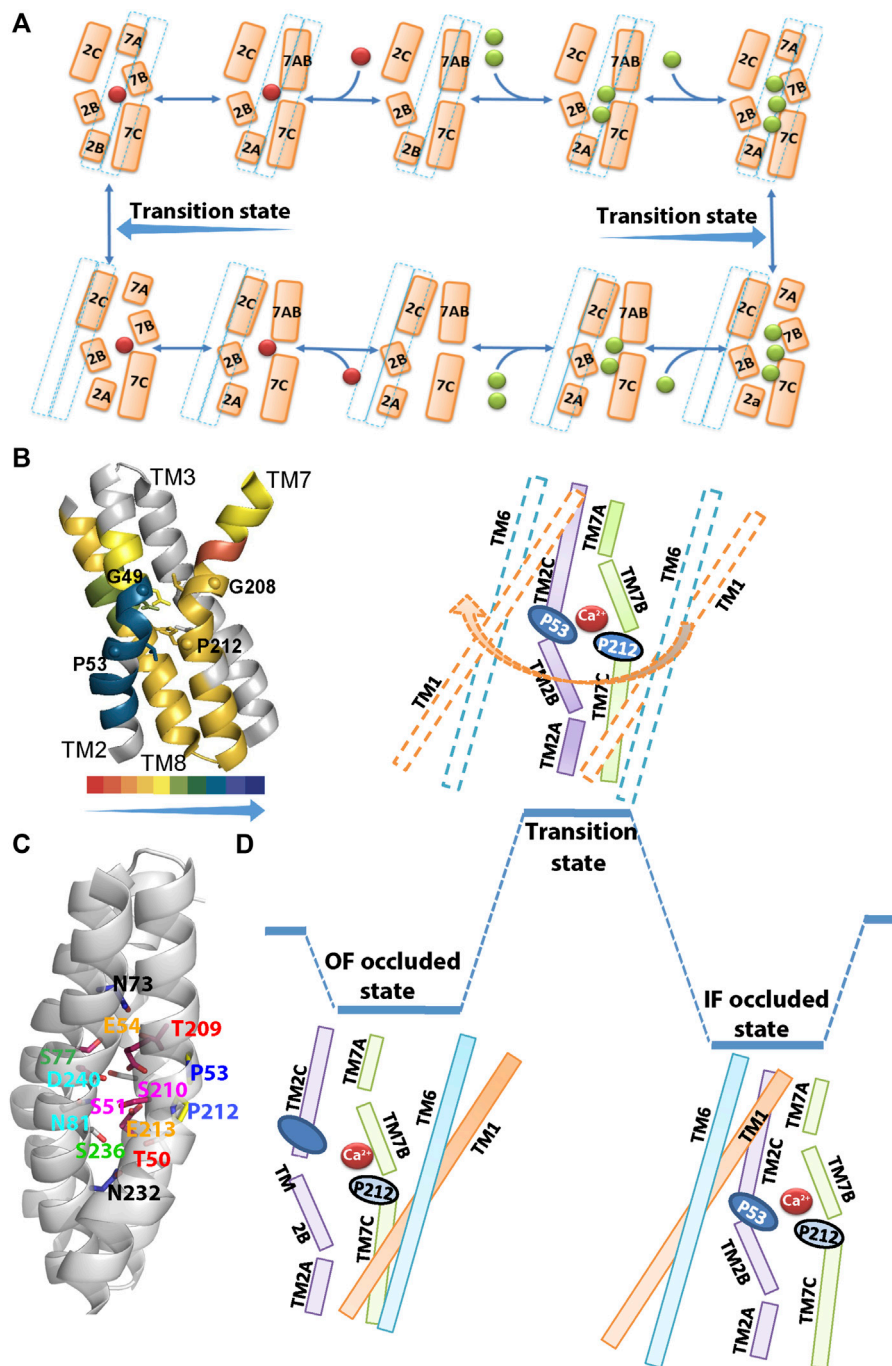 A
2C 7A 7B 2B 2B 7C
2C 7AB 2B 2A 7C
2C 7AB 2B 2B 7C
2C 7AB 2B 2A 7C
2C 7A 7B 2B 2A 7C
Transition state
Transition state
2C 7A 7B 2B 2A 7C
2C 7AB 2B 2A 7C
2C 7AB 2B 2A 7C
2C 7AB 2B 2A 7C
2C 7A 7B 2B 2a 7C
B
TM3
TM7
G49
G208
P53
P212
TM2
TM8
TM6
TM2C
TM7A
TM7B
TM6
TM1
P53
Ca²⁺
P212
TM1
TM2B
TM7C
TM2A
Transition
state
C
N73
E54
T209
S77
D240
P53
S210
S51
P212
N81
E213
S236
T50
N232
D
OF occluded
state
TM2C
TM7A
TM6
TM1
TM7B
Ca²⁺
P212
TM
2B
TM7C
TM2A
IF occluded
state
TM6
TM1
TM2C
TM7A
TM7B
Ca²⁺
P53
P212
TM2B
TM7C
TM2A